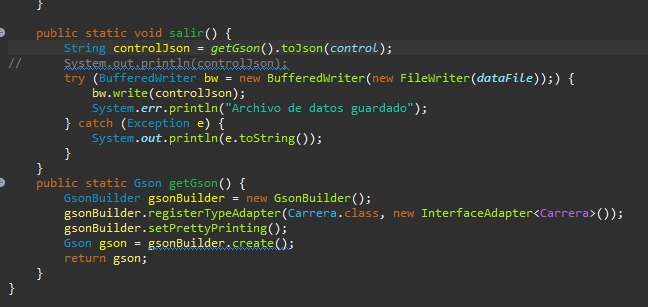 }
public static void salir() {
String controlJson = getGson().toJson(control);
// System.out.println(controlJson);
try (BufferedWriter bw = new BufferedWriter(new FileWriter(dataFile));) {
bw.write(controlJson);
System.err.println("Archivo de datos guardado");
} catch (Exception e) {
System.out.println(e.toString());
}
}
public static Gson getGson() {
GsonBuilder gsonBuilder = new GsonBuilder();
gsonBuilder.registerTypeAdapter(Carrera.class, new InterfaceAdapter<Carrera>());
gsonBuilder.setPrettyPrinting();
Gson gson = gsonBuilder.create();
return gson;
}
}